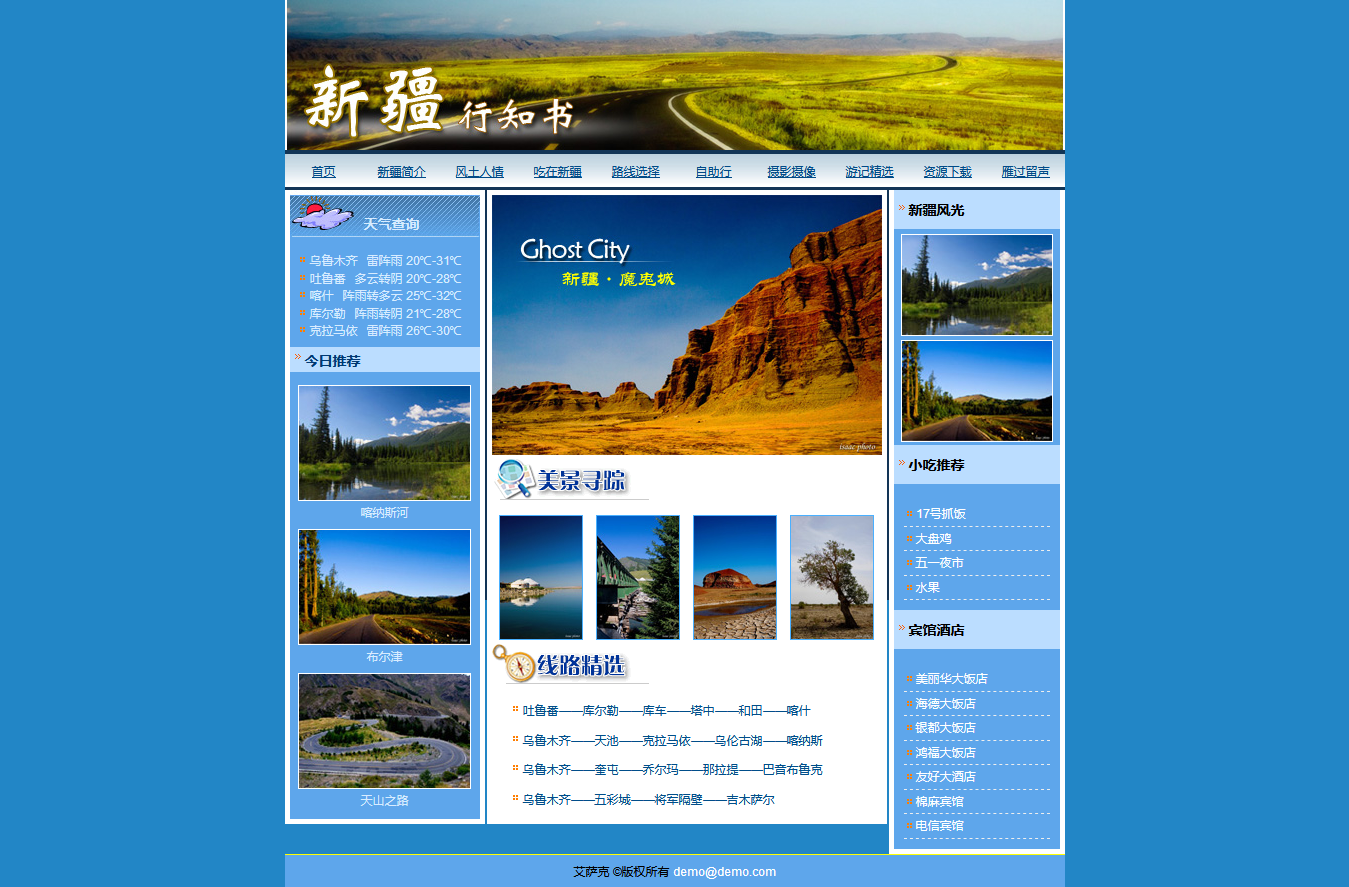 新疆 行知书
首页 新疆简介 风土人情 吃在新疆 路线选择 自助行 摄影摄像 游记精选 资源下载 雁过留声
天气查询
乌鲁木齐 雷阵雨 20℃-31℃
吐鲁番 多云转阴 20℃-28℃
喀什 阵雨转多云 25℃-32℃
库尔勒 阵雨转阴 21℃-28℃
克拉马依 雷阵雨 26℃-30℃
今日推荐
喀纳斯河
布尔津
天山之路
Ghost City
新疆·魔鬼城
isaac photo
美景寻踪
线路精选
吐鲁番——库尔勒——库车——塔中——和田——喀什
乌鲁木齐——天池——克拉马依——乌伦古湖——喀纳斯
乌鲁木齐——奎屯——乔尔玛——那拉提——巴音布鲁克
乌鲁木齐——五彩城——将军隔壁——吉木萨尔
新疆风光
小吃推荐
17号抓饭
大盘鸡
五一夜市
水果
宾馆酒店
美丽华大饭店
海德大饭店
银都大饭店
鸿福大饭店
友好大酒店
棉麻宾馆
电信宾馆
艾萨克 ©版权所有 demo@demo.com